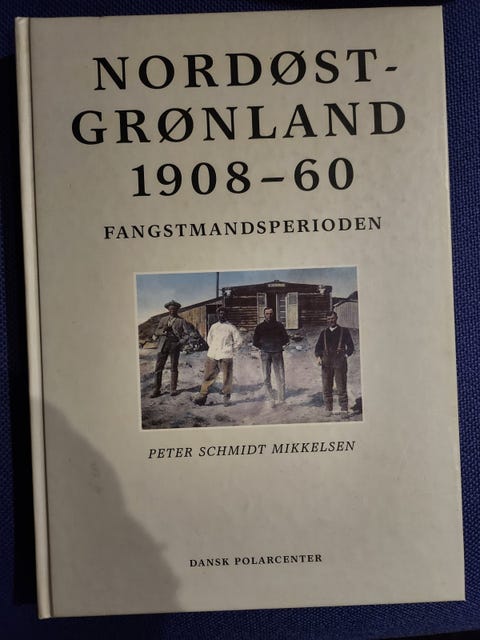 NORDØST-
GRØNLAND
1908–60
FANGSTMANDSPERIODEN
PETER SCHMIDT MIKKELSEN
DANSK POLARCENTER